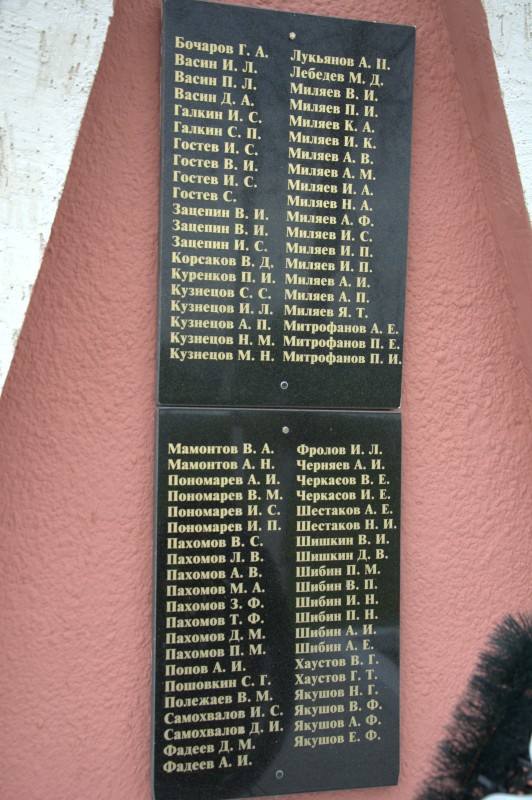 Бочаров Г. А.
Васин И. Л.
Васин П. Л.
Васин Д. А.
Галкин И. С.
Галкин С. П.
Гостев И. С.
Гостев В. И.
Гостев И. С.
Гостев С.
Зацепин В. И.
Зацепин В. И.
Зацепин И. С.
Корсаков В. Д.
Куренков П. И.
Кузнецов С. С.
Кузнецов И. Л.
Кузнецов А. П.
Кузнецов Н. М.
Кузнецов М. Н.
Лукьянов А. П.
Лебедев М. Д.
Миляев В. И.
Миляев П. И.
Миляев К. А.
Миляев И. К.
Миляев А. В.
Миляев А. М.
Миляев И. А.
Миляев Н. А.
Миляев А. Ф.
Миляев И. С.
Миляев И. П.
Миляев И. П.
Миляев А. И.
Миляев А. П.
Миляев Я. Т.
Митрофанов А. Е.
Митрофанов П. Е.
Митрофанов П. И.
Мамонтов В. А.
Мамонтов А. Н.
Пономарев А. И.
Пономарев В. М.
Пономарев И. С.
Пономарев И. П.
Пахомов В. С.
Пахомов Л. В.
Пахомов А. В.
Пахомов М. А.
Пахомов З. Ф.
Пахомов Т. Ф.
Пахомов Д. М.
Пахомов П. М.
Попов А. И.
Пошовкин С. Г.
Полежаев В. М.
Самохвалов И. С.
Самохвалов Д. И.
Фадеев Д. М.
Фадеев А. И.
Фролов И. Л.
Черняев А. И.
Черкасов В. Е.
Черкасов И. Е.
Шестаков А. Е.
Шестаков Н. И.
Шишкин В. И.
Шишкин Д. В.
Шибин П. М.
Шибин В. П.
Шибин И. Н.
Шибин П. Н.
Шибин А. И.
Шибин А. Е.
Хаустов В. Г.
Хаустов Г. Т.
Якушов Н. Г.
Якушов В. Ф.
Якушов А. Ф.
Якушов Е. Ф.